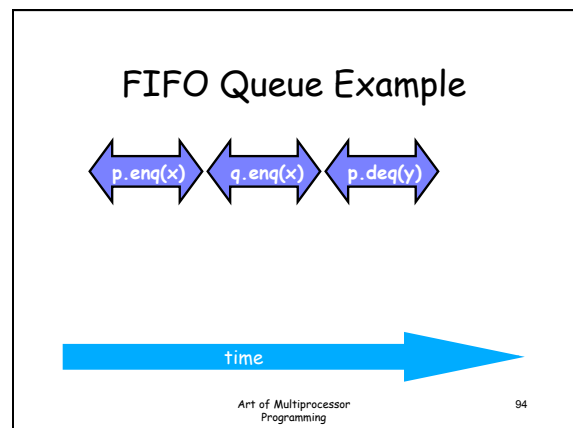 FIFO Queue Example
p.enq(x) q.enq(x) p.deq(y)
time
Art of Multiprocessor
Programming
94